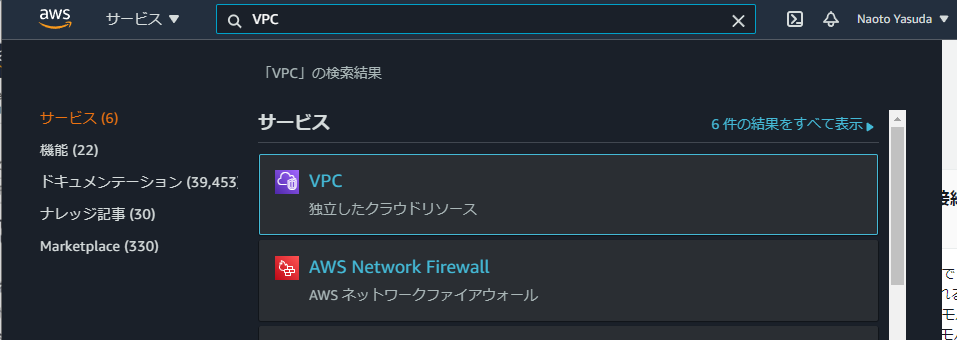 aws サービス VPC Naoto Yasuda
「VPC」の検索結果
サービス (6)
機能 (22)
ドキュメンテーション (39,453)
ナレッジ記事 (30)
Marketplace (330)
サービス 6 件の結果をすべて表示
VPC
独立したクラウドリソース
AWS Network Firewall
AWS ネットワークファイアウォール